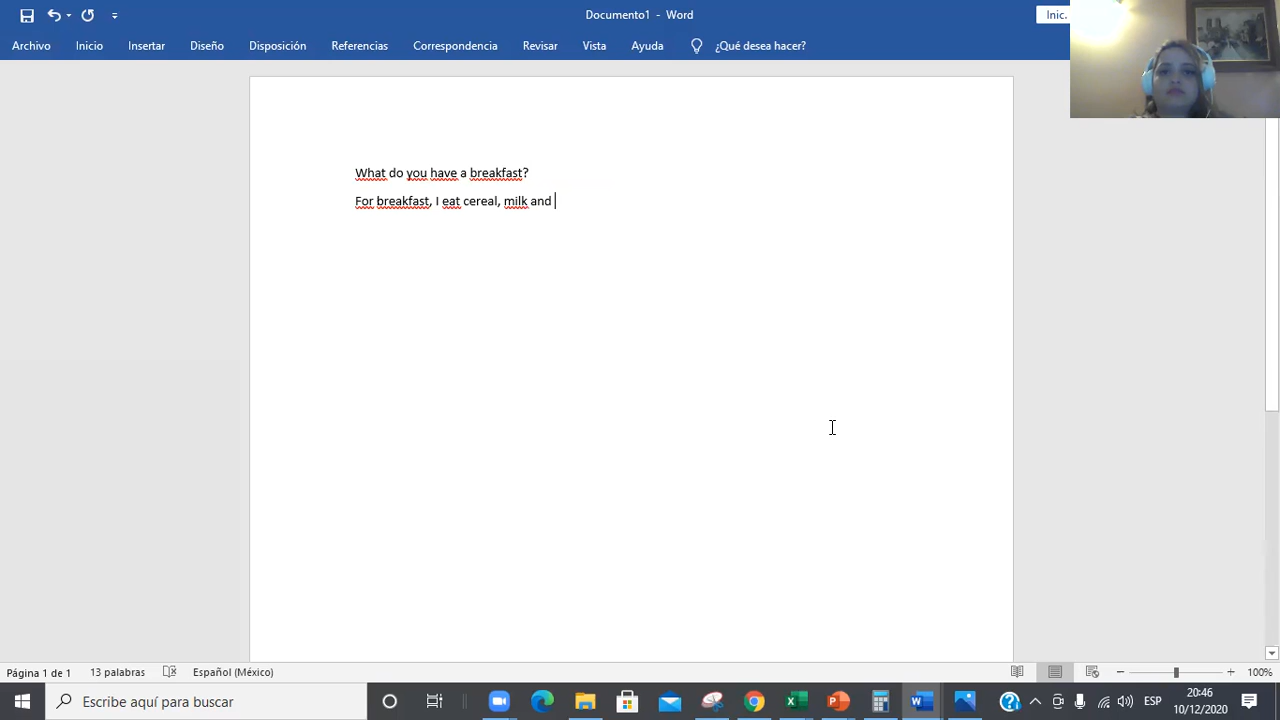 Documento1 - Word
Inic.
Archivo Inicio Insertar Diseño Disposición Referencias Correspondencia Revisar Vista Ayuda ¿Qué desea hacer?
What do you have a breakfast?
For breakfast, I eat cereal, milk and
Página 1 de 1 13 palabras Español (México) 100%
Escribe aquí para buscar
ESP
20:46
10/12/2020